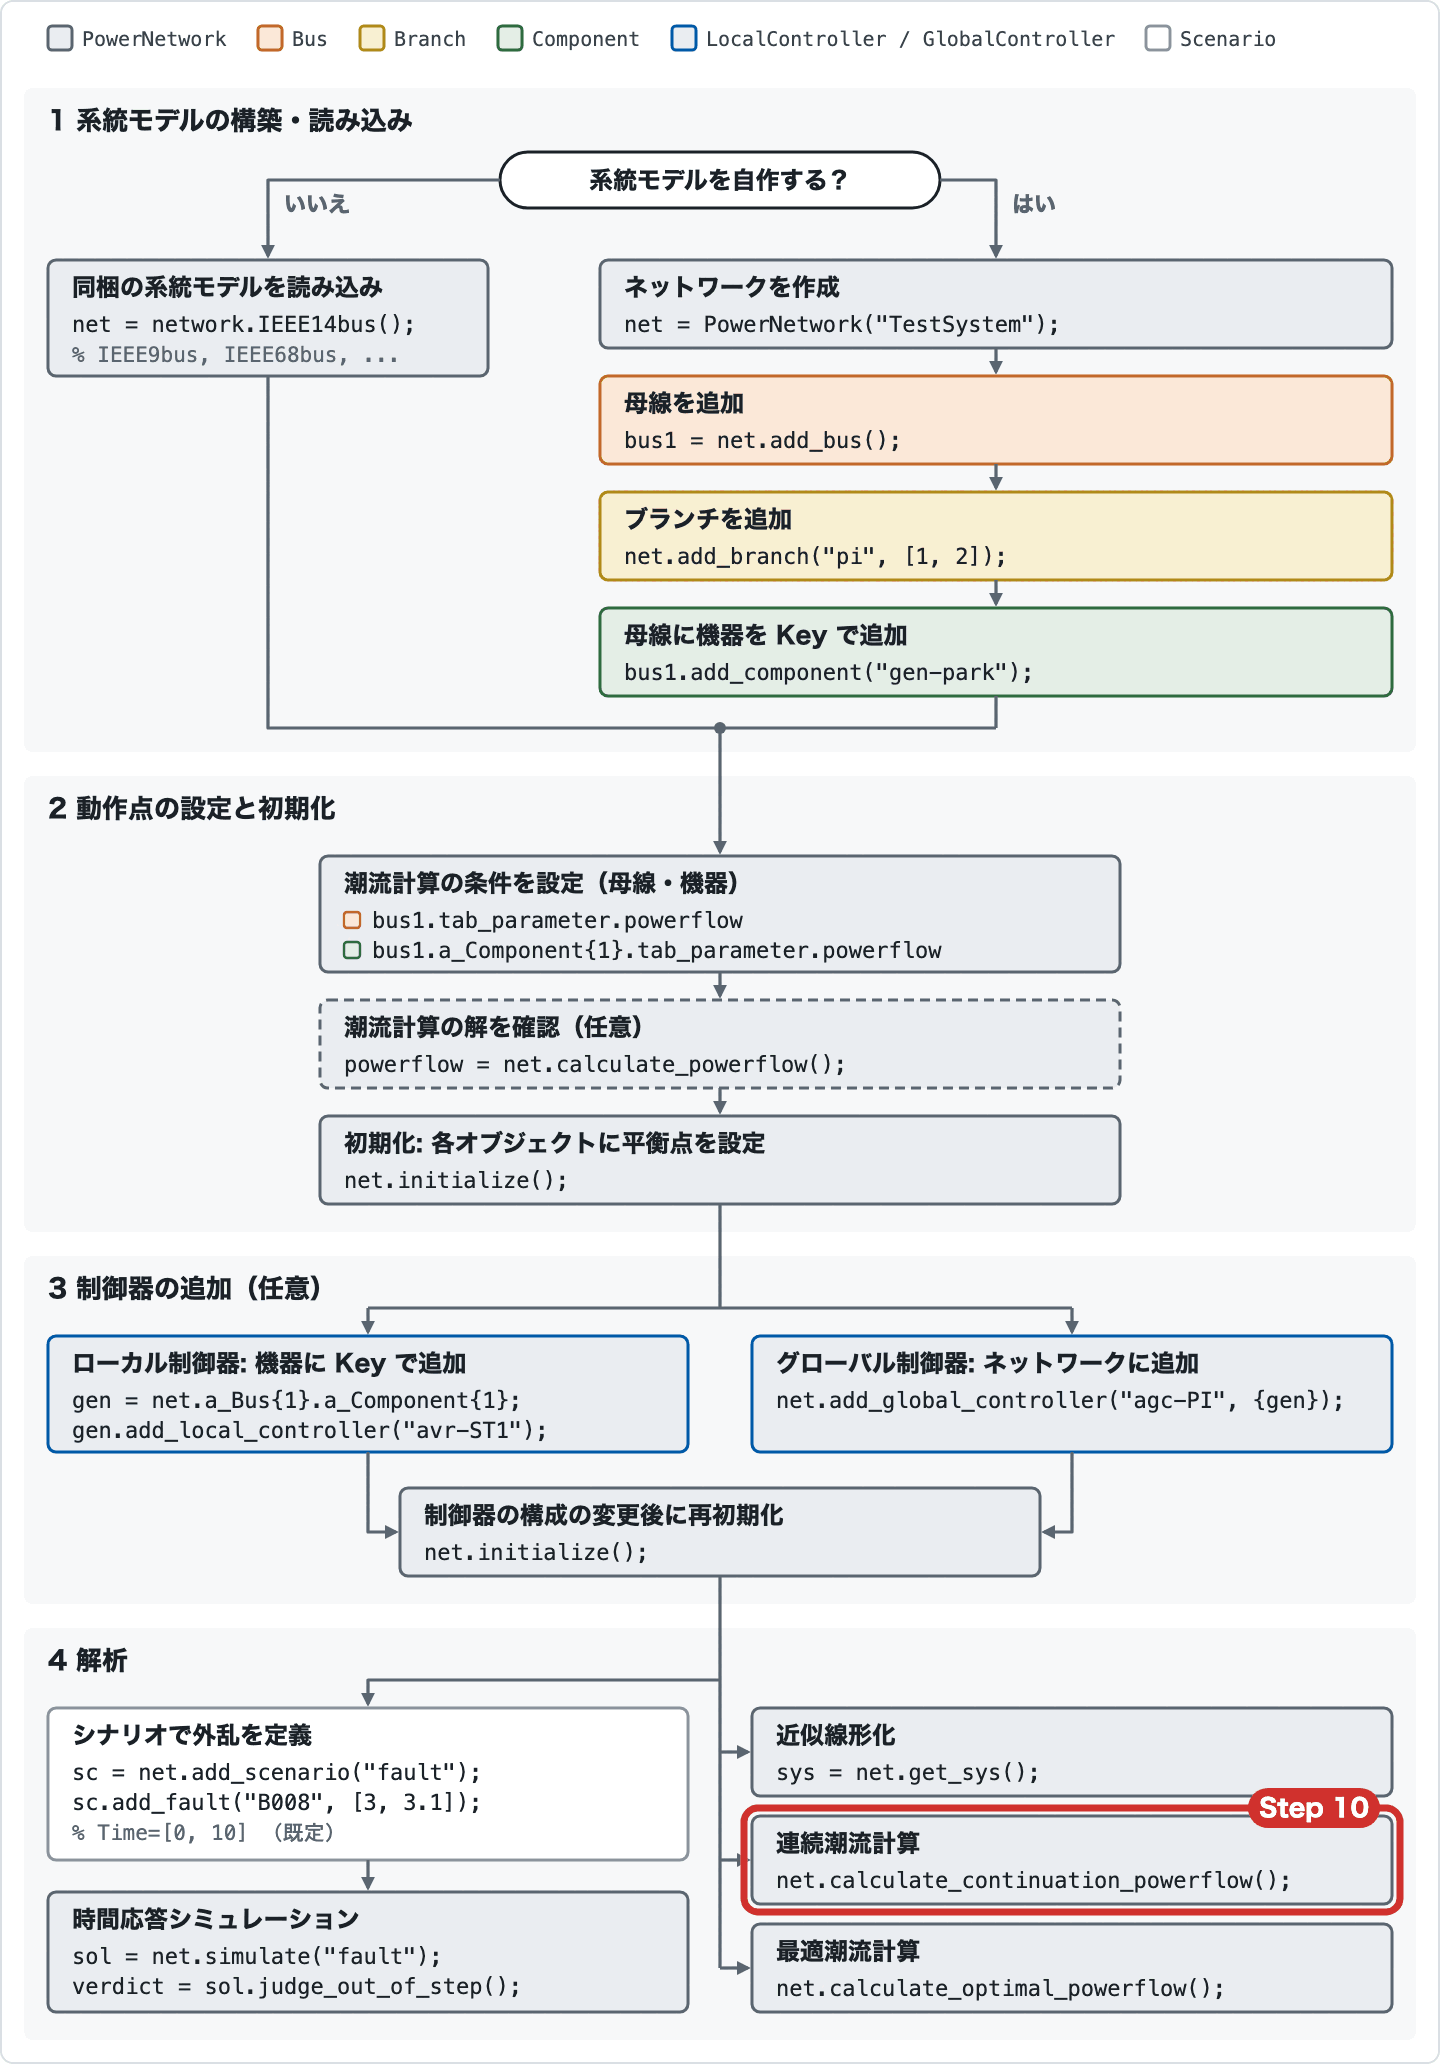 PowerNetwork Bus Branch Component LocalController / GlobalController Scenario
1 系統モデルの構築・読み込み
系統モデルを自作する？
いいえ
はい
同梱の系統モデルを読み込み
net = network.IEEE14bus();
% IEEE9bus, IEEE68bus, ...
ネットワークを作成
net = PowerNetwork("TestSystem");
母線を追加
bus1 = net.add_bus();
ブランチを追加
net.add_branch("pi", [1, 2]);
母線に機器を Key で追加
bus1.add_component("gen-park");
2 動作点の設定と初期化
潮流計算の条件を設定（母線・機器）
bus1.tab_parameter.powerflow
bus1.a_Component{1}.tab_parameter.powerflow
潮流計算の解を確認（任意）
powerflow = net.calculate_powerflow();
初期化: 各オブジェクトに平衡点を設定
net.initialize();
3 制御器の追加（任意）
ローカル制御器: 機器に Key で追加
gen = net.a_Bus{1}.a_Component{1};
gen.add_local_controller("avr-ST1");
グローバル制御器: ネットワークに追加
net.add_global_controller("agc-PI", {gen});
制御器の構成の変更後に再初期化
net.initialize();
4 解析
シナリオで外乱を定義
sc = net.add_scenario("fault");
sc.add_fault("B008", [3, 3.1]);
% Time=[0, 10] （既定）
時間応答シミュレーション
sol = net.simulate("fault");
verdict = sol.judge_out_of_step();
近似線形化
sys = net.get_sys();
Step 10
連続潮流計算
net.calculate_continuation_powerflow();
最適潮流計算
net.calculate_optimal_powerflow();